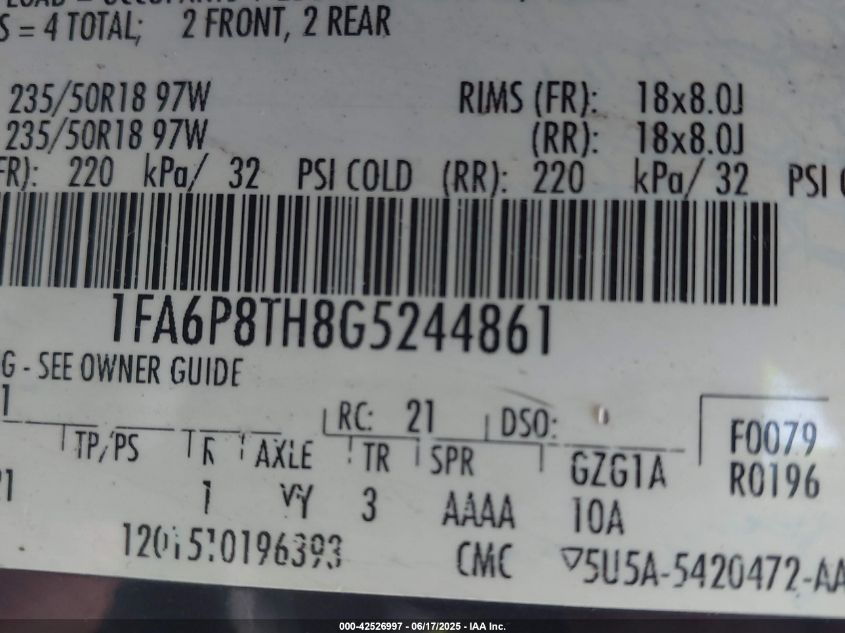 S = 4 TOTAL; 2 FRONT, 2 REAR
235/50R18 97W RIMS (FR): 18x8.0J
235/50R18 97W (RR): 18x8.0J
FR): 220 kPa/ 32 PSI COLD (RR): 220 kPa/ 32 PSI
1FA6P8TH8G5244861
G - SEE OWNER GUIDE
1
RC: 21 DSO:
F0079
TP/PS R AXLE TR SPR GZG1A
R0196
1 VY 3 AAAA 10A
CMC ▽5U5A-5420472-AA
000-42526997 - 06/17/2025 - IAA Inc.